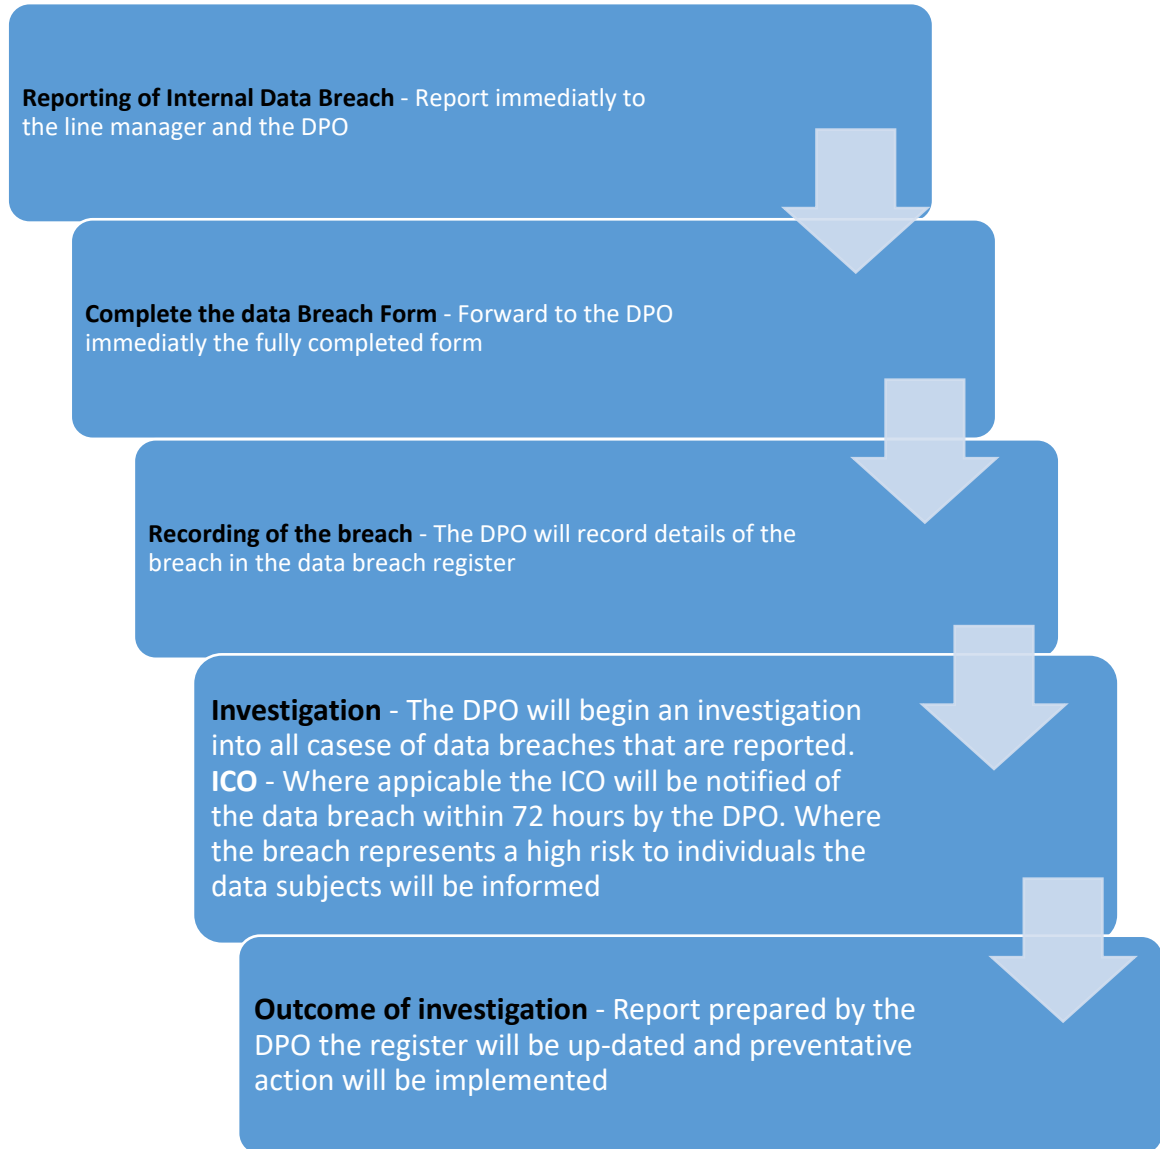 Reporting of Internal Data Breach - Report immediatly to
the line manager and the DPO
Complete the data Breach Form - Forward to the DPO
immediatly the fully completed form
Recording of the breach - The DPO will record details of the
breach in the data breach register
Investigation - The DPO will begin an investigation
into all casese of data breaches that are reported.
ICO - Where appicable the ICO will be notified of
the data breach within 72 hours by the DPO. Where
the breach represents a high risk to individuals the
data subjects will be informed
Outcome of investigation - Report prepared by the
DPO the register will be up-dated and preventative
action will be implemented